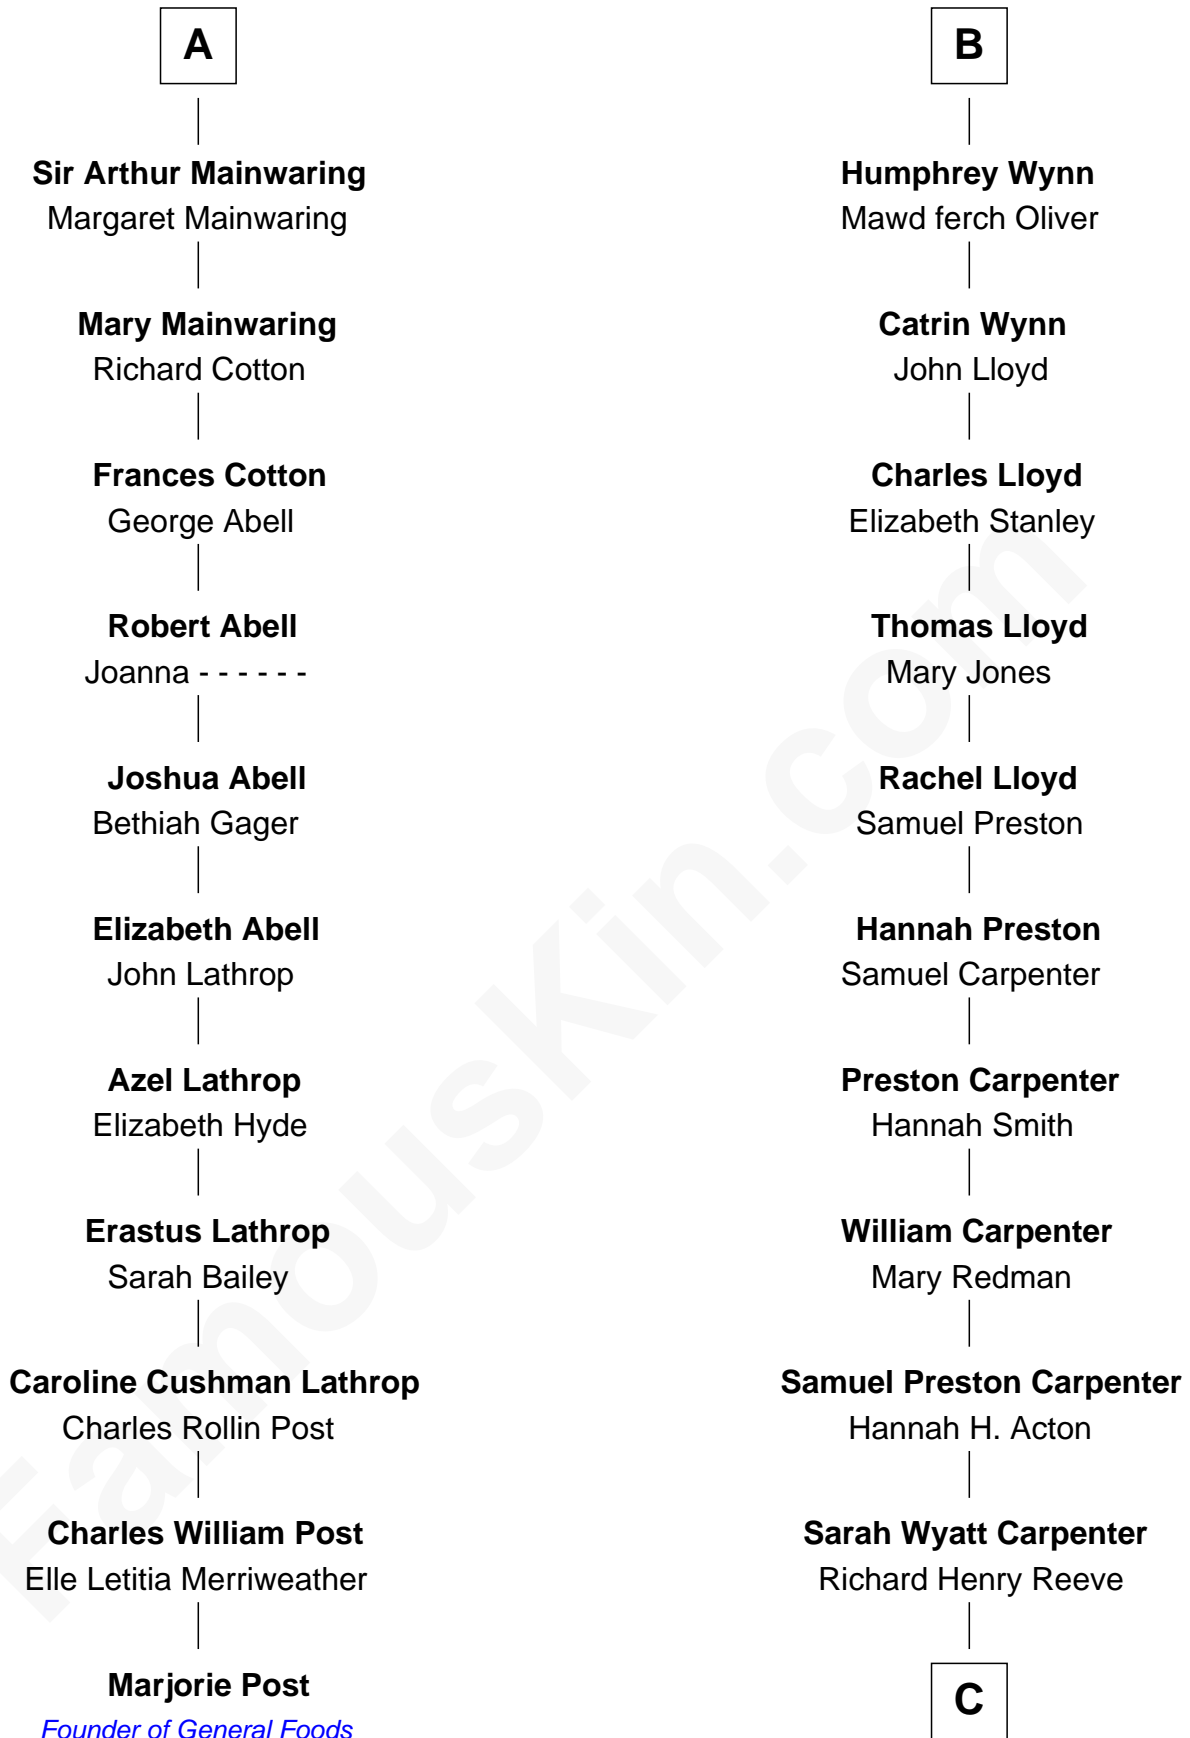 A
Sir Arthur Mainwaring
Margaret Mainwaring
Mary Mainwaring
Richard Cotton
Frances Cotton
George Abell
Robert Abell
Joanna - - - - - -
Joshua Abell
Bethiah Gager
Elizabeth Abell
John Lathrop
Azel Lathrop
Elizabeth Hyde
Erastus Lathrop
Sarah Bailey
Caroline Cushman Lathrop
Charles Rollin Post
Charles William Post
Elle Letitia Merriweather
Marjorie Post
Founder of General Foods
B
Humphrey Wynn
Mawd ferch Oliver
Catrin Wynn
John Lloyd
Charles Lloyd
Elizabeth Stanley
Thomas Lloyd
Mary Jones
Rachel Lloyd
Samuel Preston
Hannah Preston
Samuel Carpenter
Preston Carpenter
Hannah Smith
William Carpenter
Mary Redman
Samuel Preston Carpenter
Hannah H. Acton
Sarah Wyatt Carpenter
Richard Henry Reeve
C
FamousKin.com